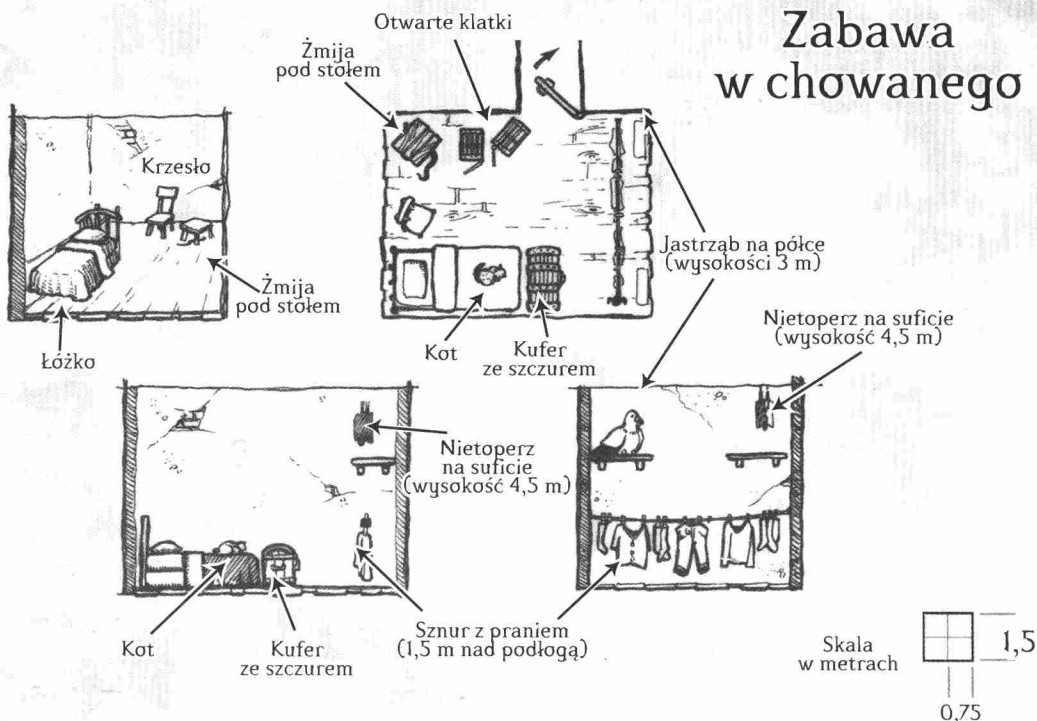 Zabawa
w chowanego
Otwarte klatki
Żmija
pod stołem
Krzesło
Żmija
pod stołem
Łóżko
Kot
Kufer
ze szczurem
Jastrząb na półce
(wysokości 3 m)
Nietoperz na suficie
(wysokość 4,5 m)
Nietoperz
na suficie
(wysokość 4,5 m)
Kot
Kufer
ze szczurem
Sznur z praniem
(1,5 m nad podłogą)
Skala
w metrach
1,5
0,75